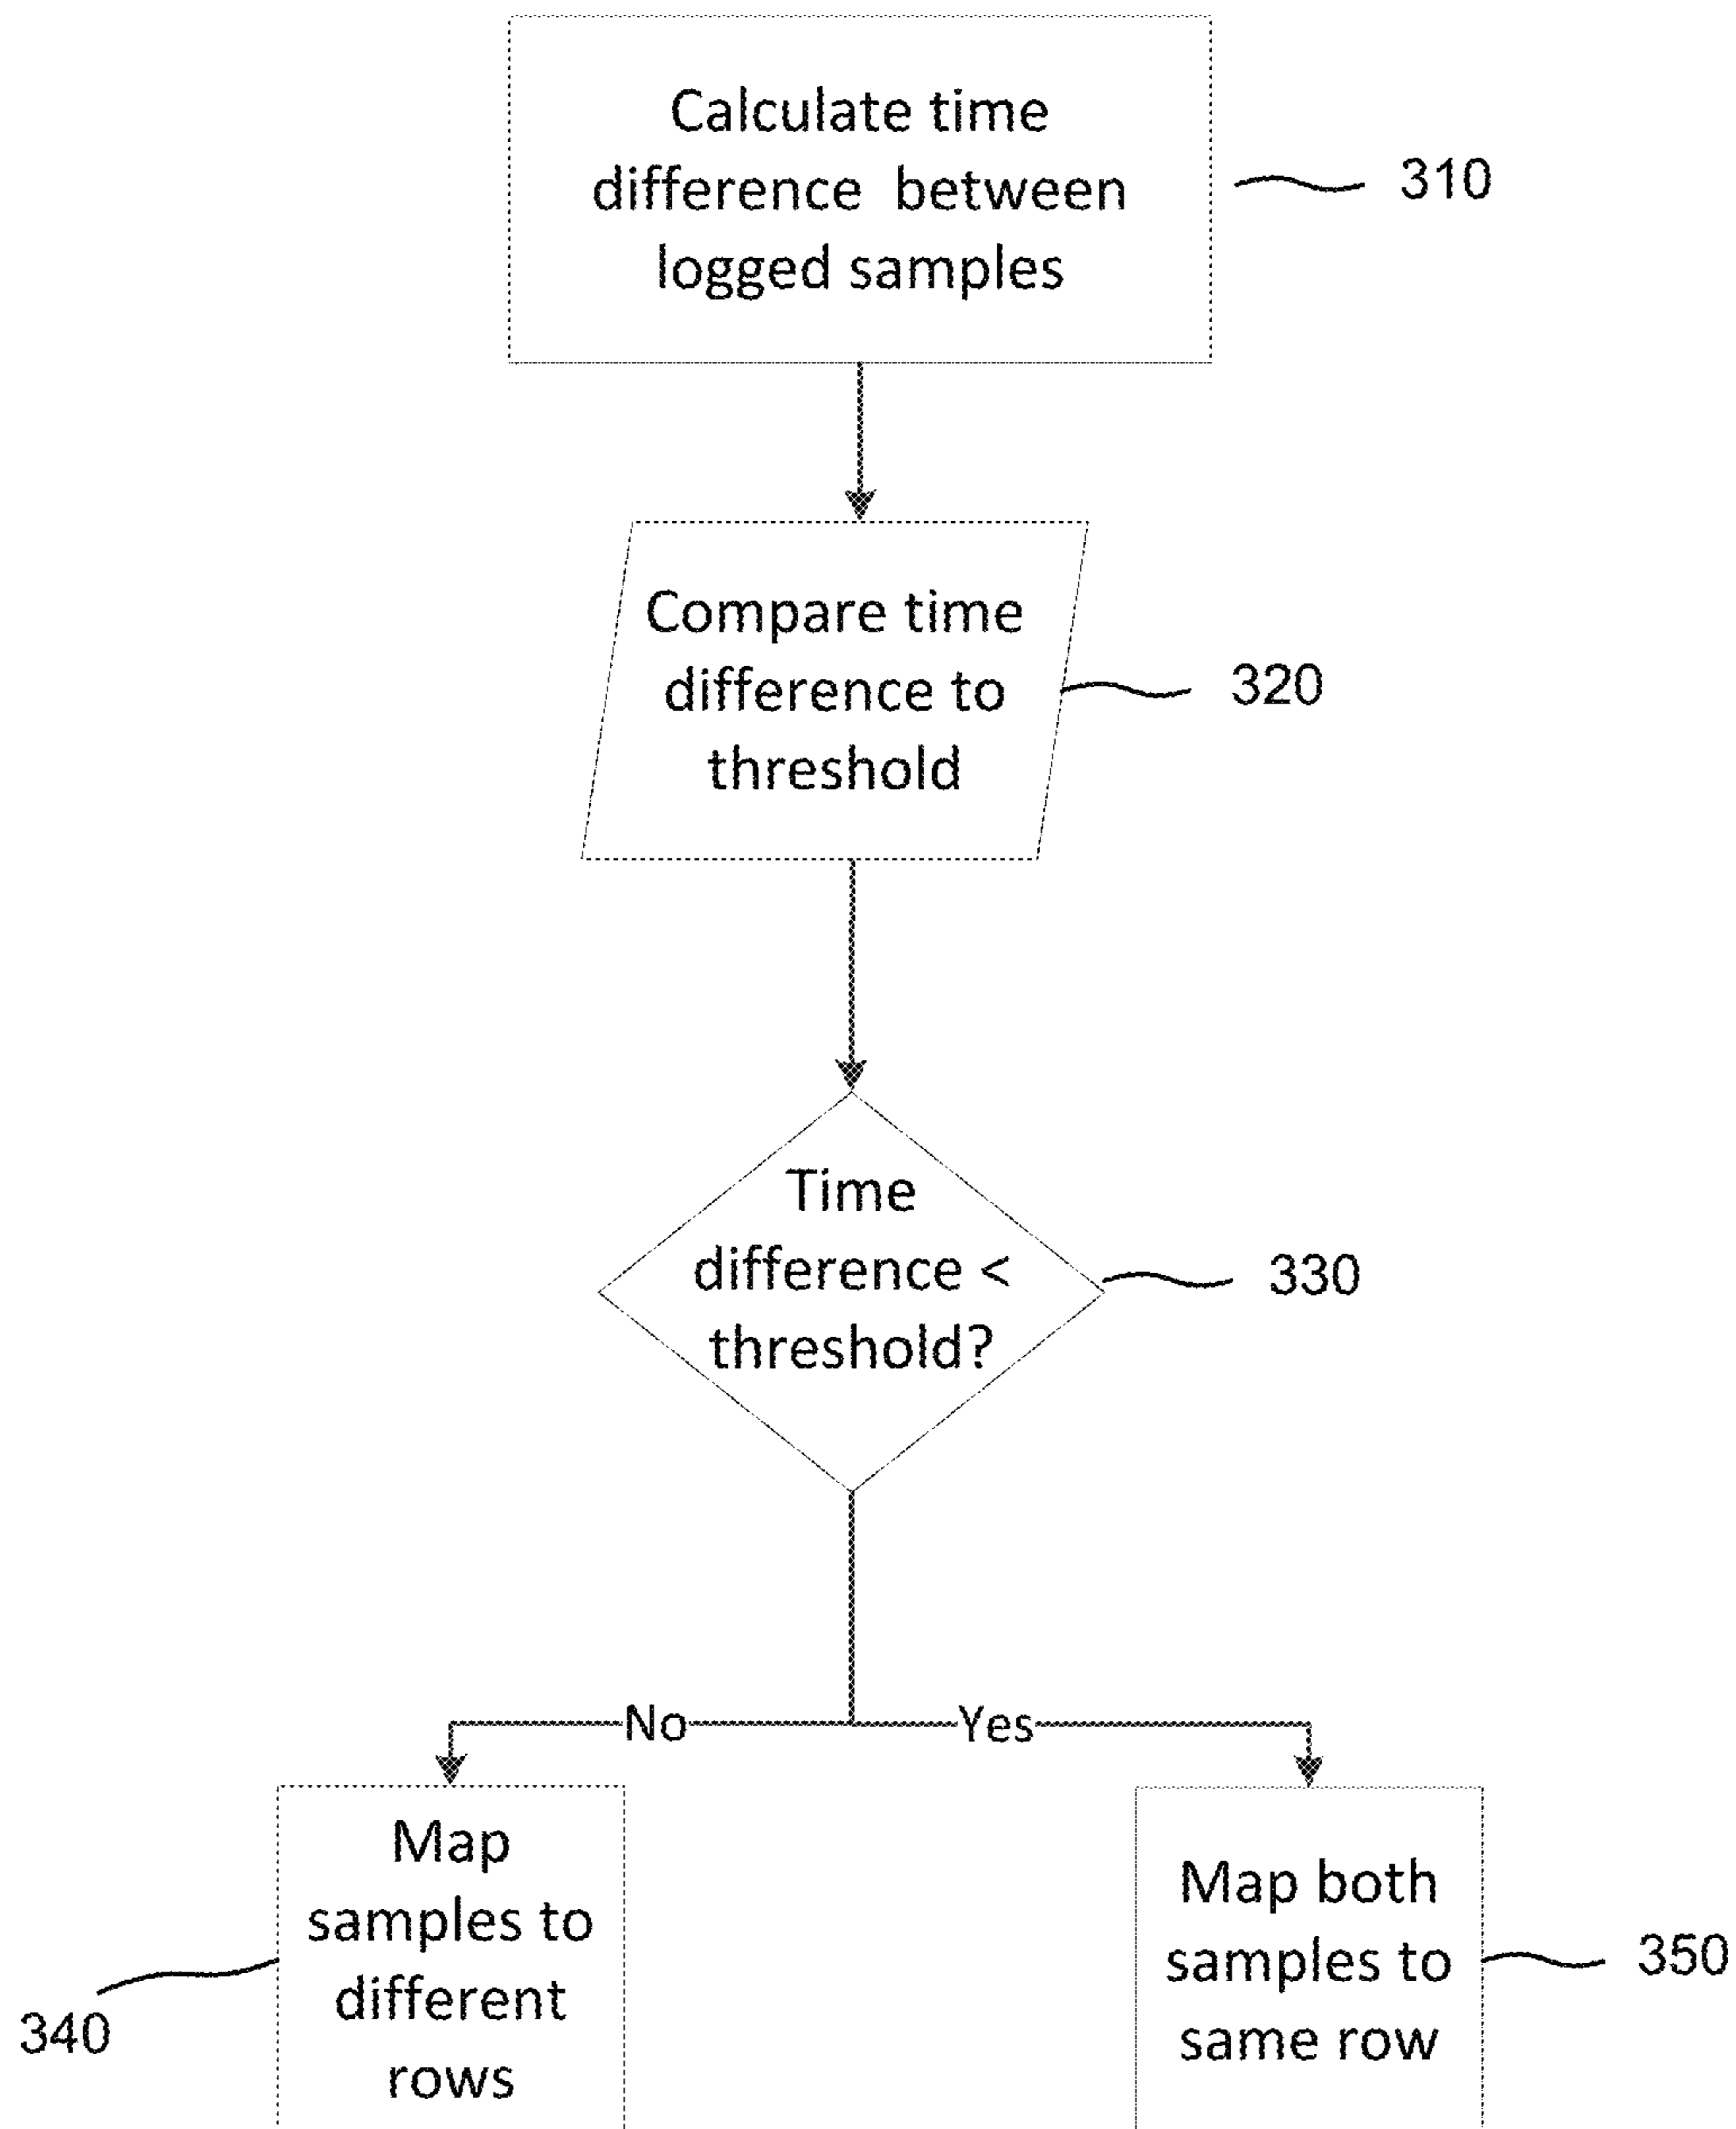 Calculate time
difference between
logged samples
310
Compare time
difference to
threshold
320
Time
difference <
threshold?
330
No
Yes
Map
samples to
different
rows
340
Map both
samples to
same row
350